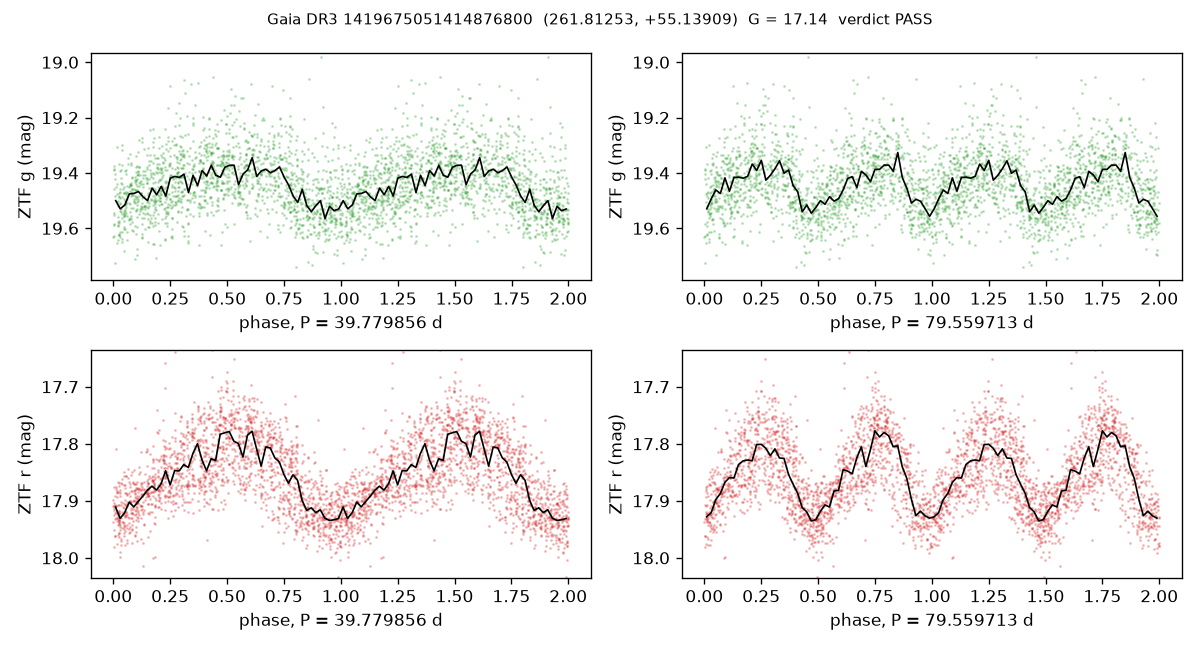 Gaia DR3 1419675051414876800  (261.81253, +55.13909)  G = 17.14  verdict PASS
ZTF g (mag)
19.0
19.2
19.4
19.6
0.00 0.25 0.50 0.75 1.00 1.25 1.50 1.75 2.00
phase, P = 39.779856 d
ZTF g (mag)
19.0
19.2
19.4
19.6
0.00 0.25 0.50 0.75 1.00 1.25 1.50 1.75 2.00
phase, P = 79.559713 d
ZTF r (mag)
17.7
17.8
17.9
18.0
0.00 0.25 0.50 0.75 1.00 1.25 1.50 1.75 2.00
phase, P = 39.779856 d
ZTF r (mag)
17.7
17.8
17.9
18.0
0.00 0.25 0.50 0.75 1.00 1.25 1.50 1.75 2.00
phase, P = 79.559713 d